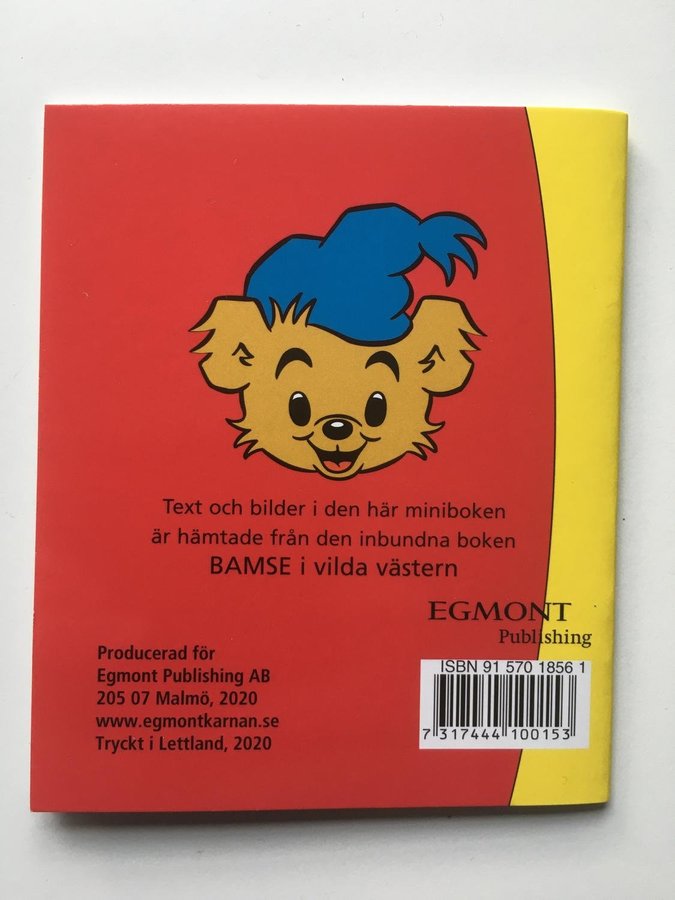 Text och bilder i den här miniboken
är hämtade från den inbundna boken
BAMSE i vilda västern
EGMONT
Publishing
Producerad för
Egmont Publishing AB
205 07 Malmö, 2020
www.egmontkarnan.se
Tryckt i Lettland, 2020
ISBN 91 570 1856 1
7 317444 100153